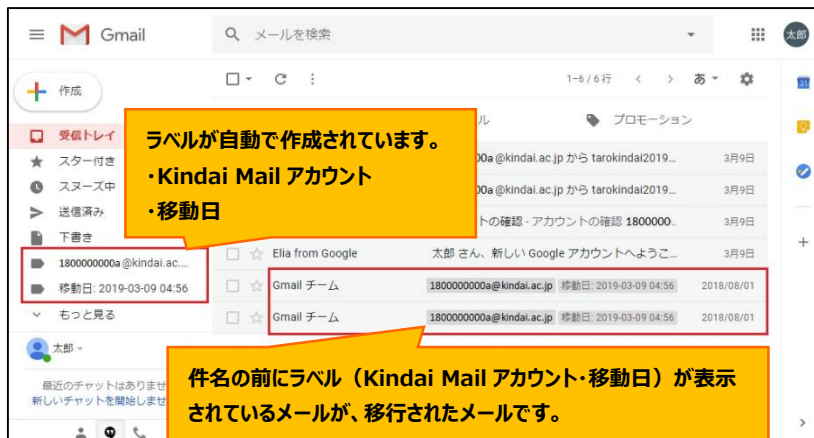 Gmail
メールを検索
太郎
作成
1-6/6行
あ
31
受信トレイ
プロモーション
スター付き
@kindai.ac.jp から tarokindai2019...
3月9日
スヌーズ中
@kindai.ac.jp から tarokindai2019...
3月9日
送信済み
トの確認 - アカウントの確認 1800000..
3月9日
下書き
Elia from Google
太郎 さん、新しい Google アカウントへようこ...
3月9日
1800000000a@kindai.ac....
Gmail チーム
1800000000a@kindai.ac.jp 移動日: 2019-03-09 04:56
2018/08/01
移動日: 2019-03-09 04:56
Gmail チーム
1800000000a@kindai.ac.jp 移動日: 2019-03-09 04:56
2018/08/01
もっと見る
太郎
最近のチャットはありませ
新しいチャットを開始しませ
ラベルが自動で作成されています。
・Kindai Mail アカウント
・移動日
件名の前にラベル（Kindai Mail アカウント・移動日）が表示
されているメールが、移行されたメールです。